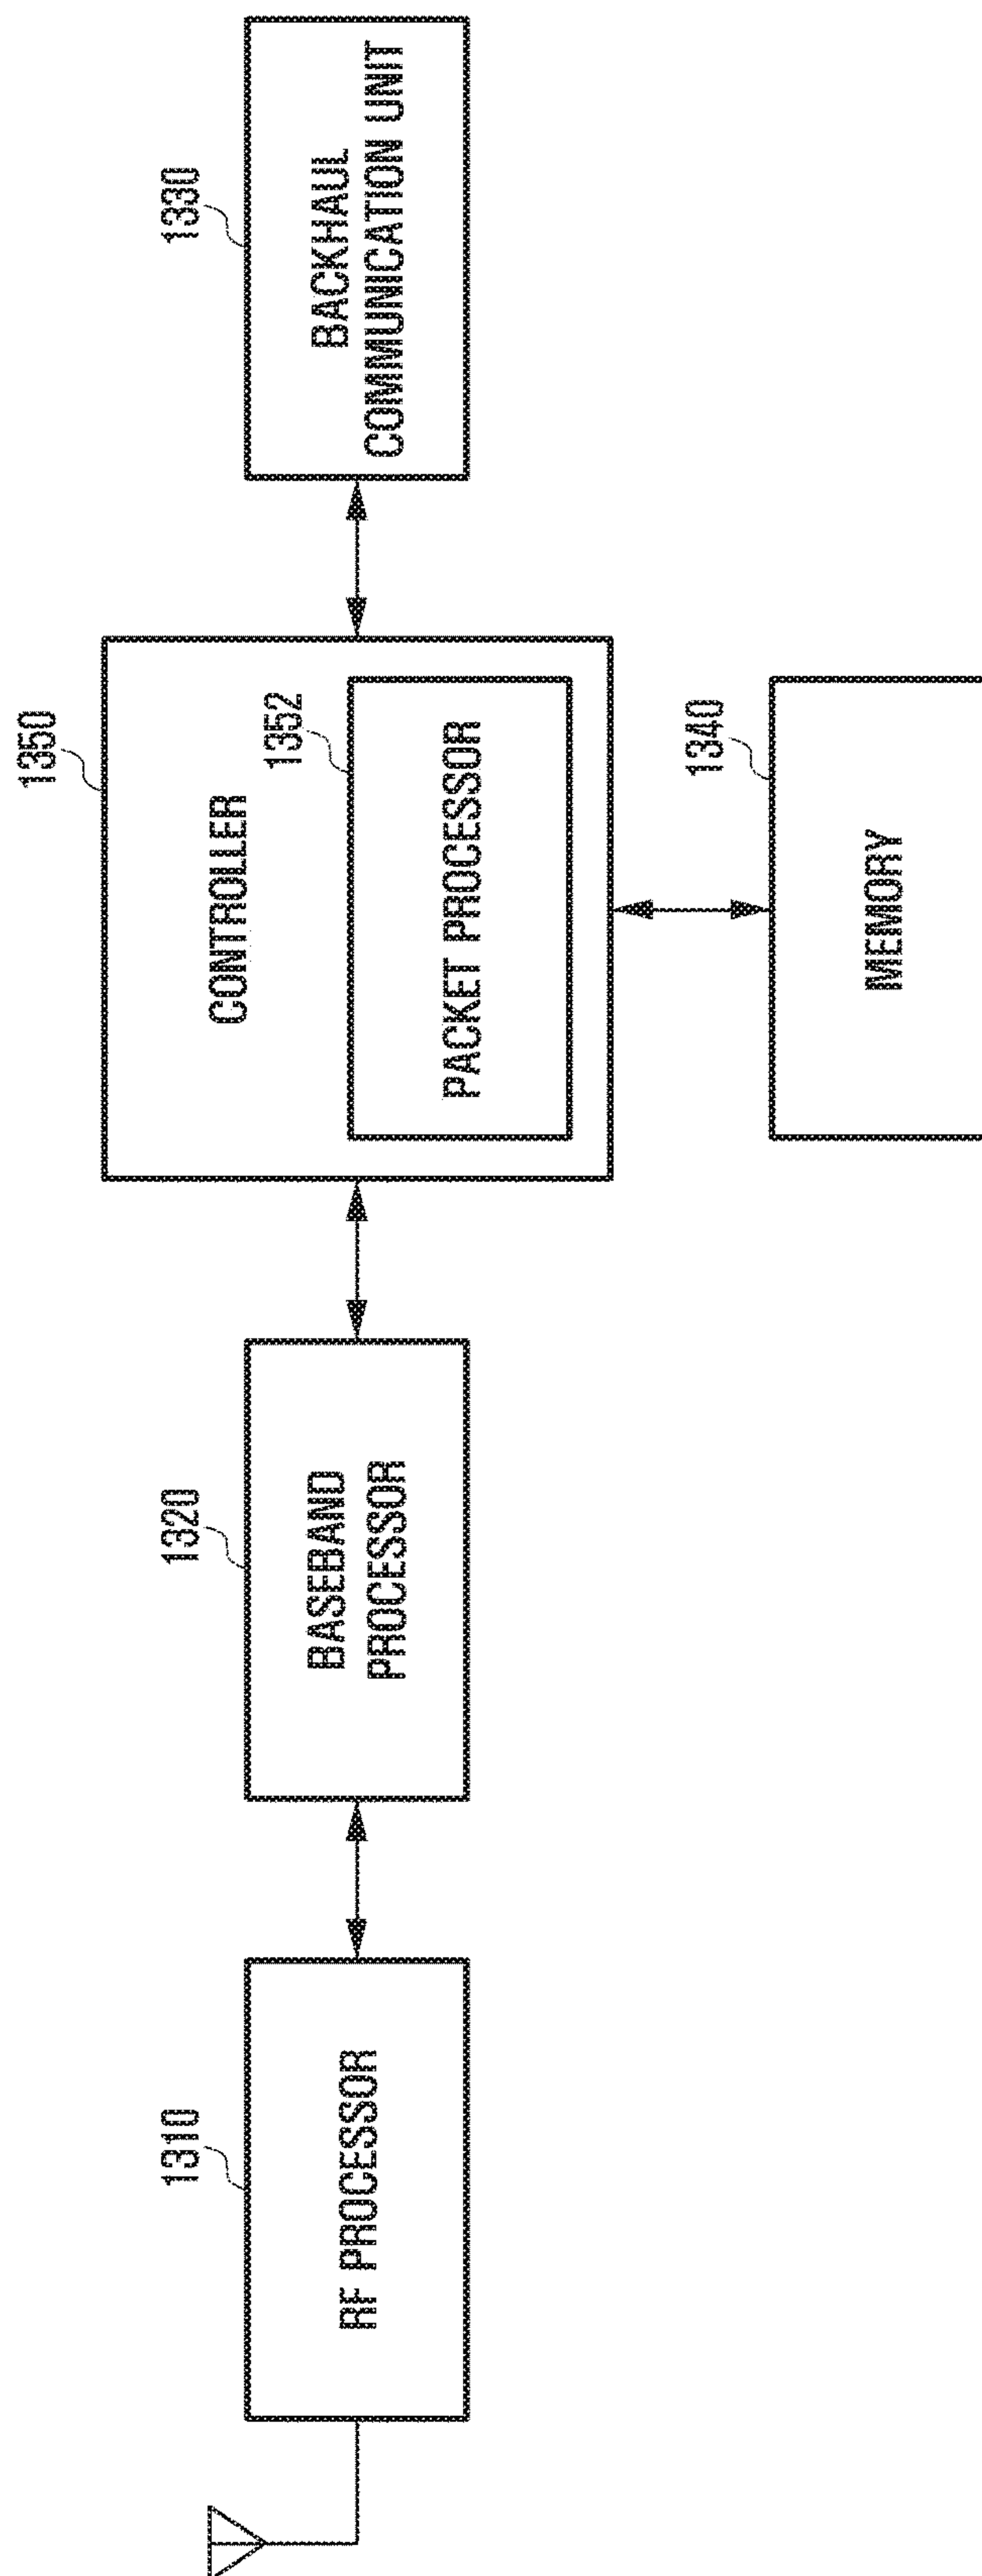 1350
CONTROLLER
1310
1320
1352
1330
RF PROCESSOR
BASEBAND
PROCESSOR
PACKET PROCESSOR
BACKHAUL
COMMUNICATION UNIT
1340
MEMORY